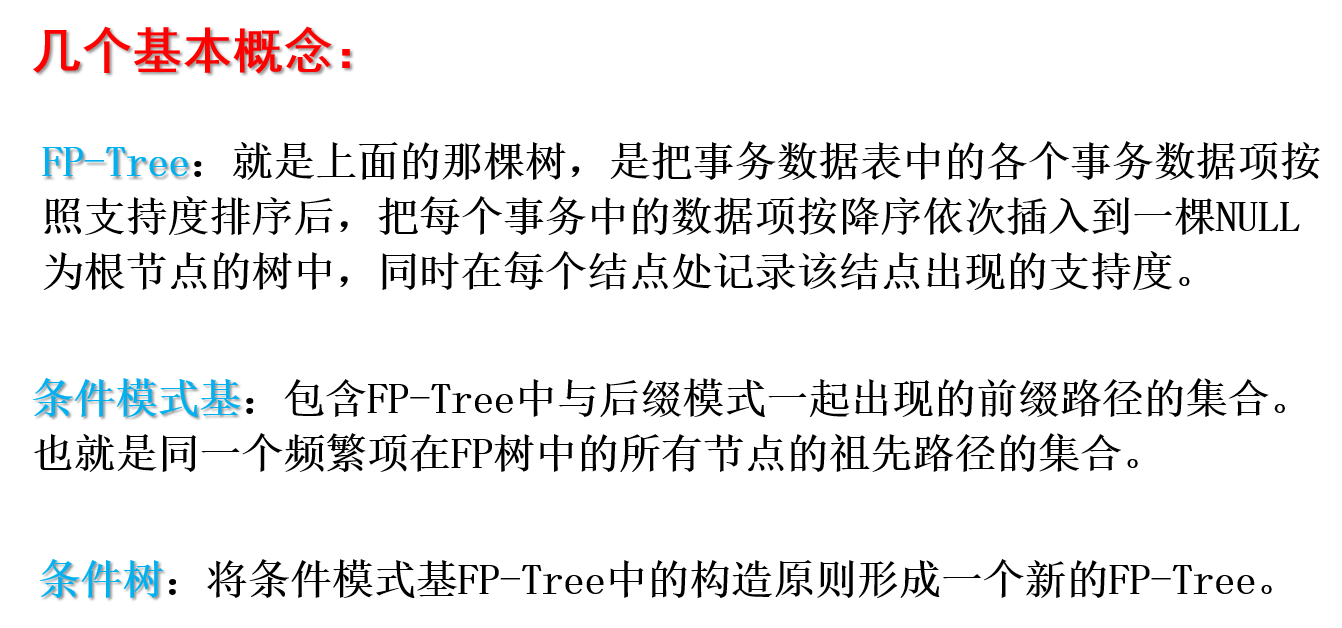 几个基本概念：
FP-Tree：就是上面的那棵树，是把事务数据表中的各个事务数据项按
照支持度排序后，把每个事务中的数据项按降序依次插入到一棵NULL
为根节点的树中，同时在每个结点处记录该结点出现的支持度。
条件模式基：包含FP-Tree中与后缀模式一起出现的前缀路径的集合。
也就是同一个频繁项在FP树中的所有节点的祖先路径的集合。
条件树：将条件模式基FP-Tree中的构造原则形成一个新的FP-Tree。